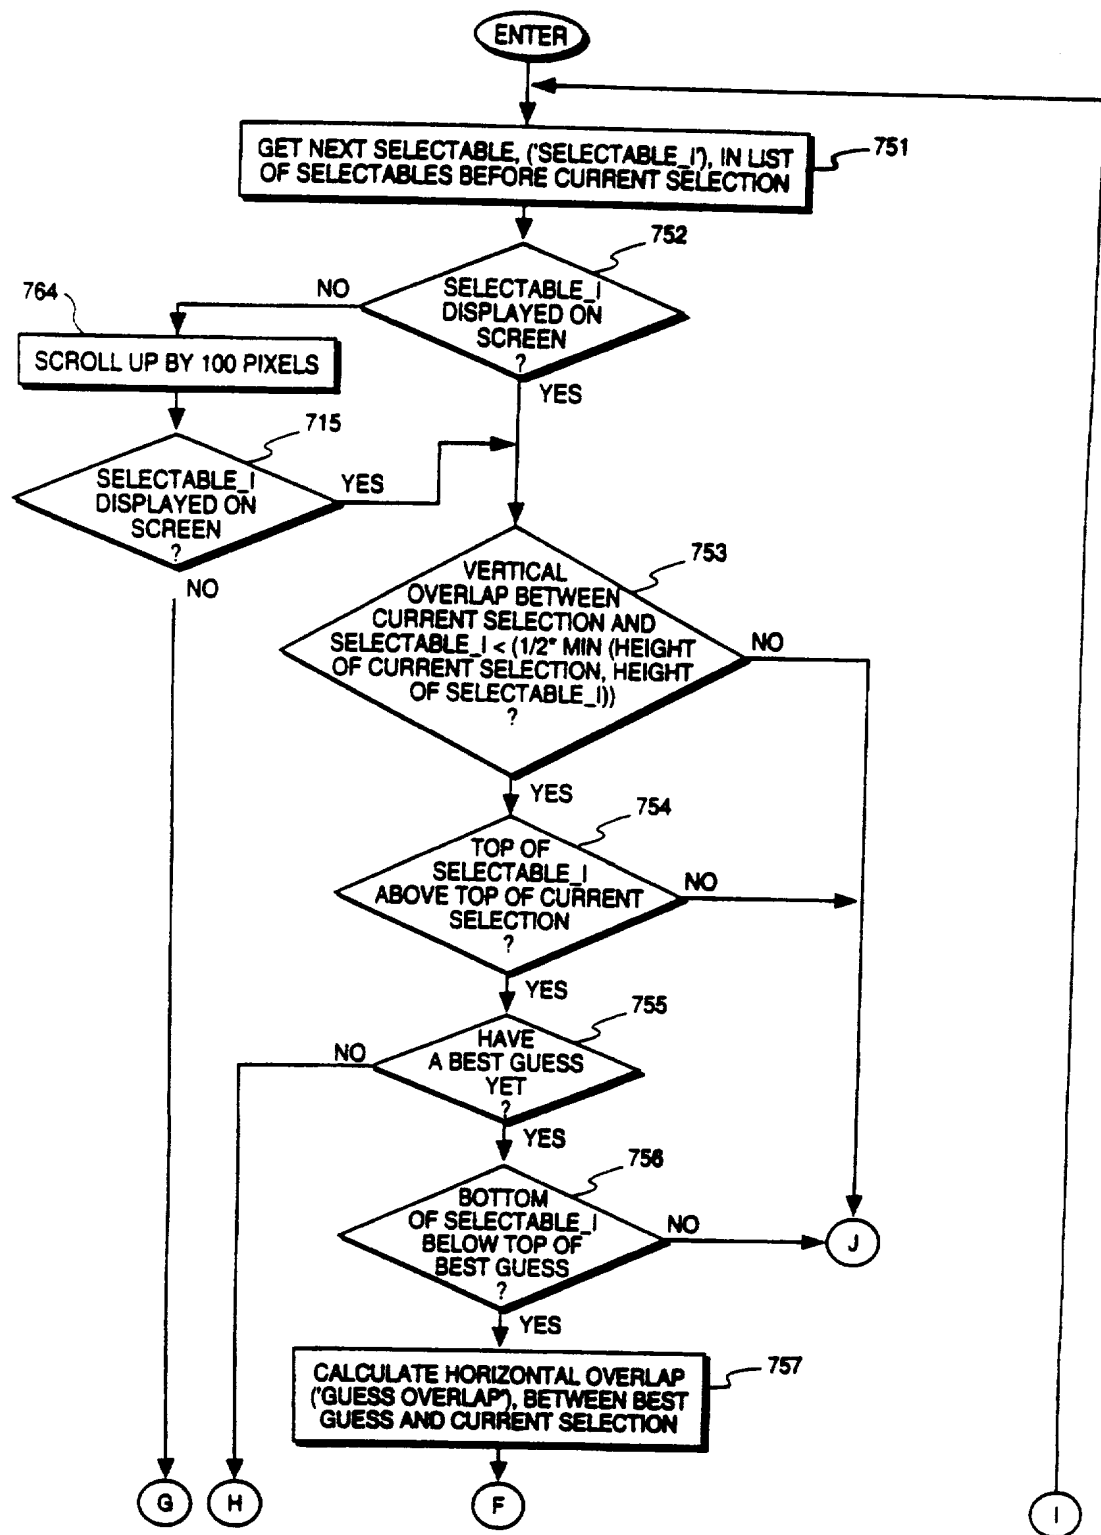 ENTER
GET NEXT SELECTABLE, ('SELECTABLE_I'), IN LIST
OF SELECTABLES BEFORE CURRENT SELECTION
751
752
SELECTABLE_I
DISPLAYED ON
SCREEN
?
NO
YES
764
SCROLL UP BY 100 PIXELS
715
SELECTABLE_I
DISPLAYED ON
SCREEN
?
YES
NO
753
VERTICAL
OVERLAP BETWEEN
CURRENT SELECTION AND
SELECTABLE_I < (1/2* MIN (HEIGHT
OF CURRENT SELECTION, HEIGHT
OF SELECTABLE_I))
?
NO
YES
754
TOP OF
SELECTABLE_I
ABOVE TOP OF CURRENT
SELECTION
?
NO
YES
755
HAVE
A BEST GUESS
YET
?
NO
YES
756
BOTTOM
OF SELECTABLE_I
BELOW TOP OF
BEST GUESS
?
NO
J
YES
757
CALCULATE HORIZONTAL OVERLAP
('GUESS OVERLAP'), BETWEEN BEST
GUESS AND CURRENT SELECTION
G
H
F
I